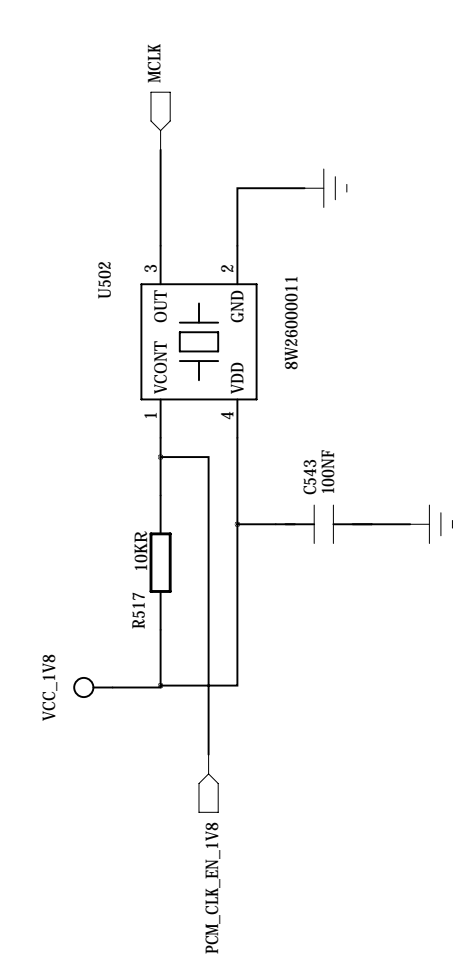 VCC_1V8
R517
10KR
PCM_CLK_EN_1V8
C543
100NF
U502
1
VCONT
OUT
3
4
VDD
GND
2
8W26000011
MCLK